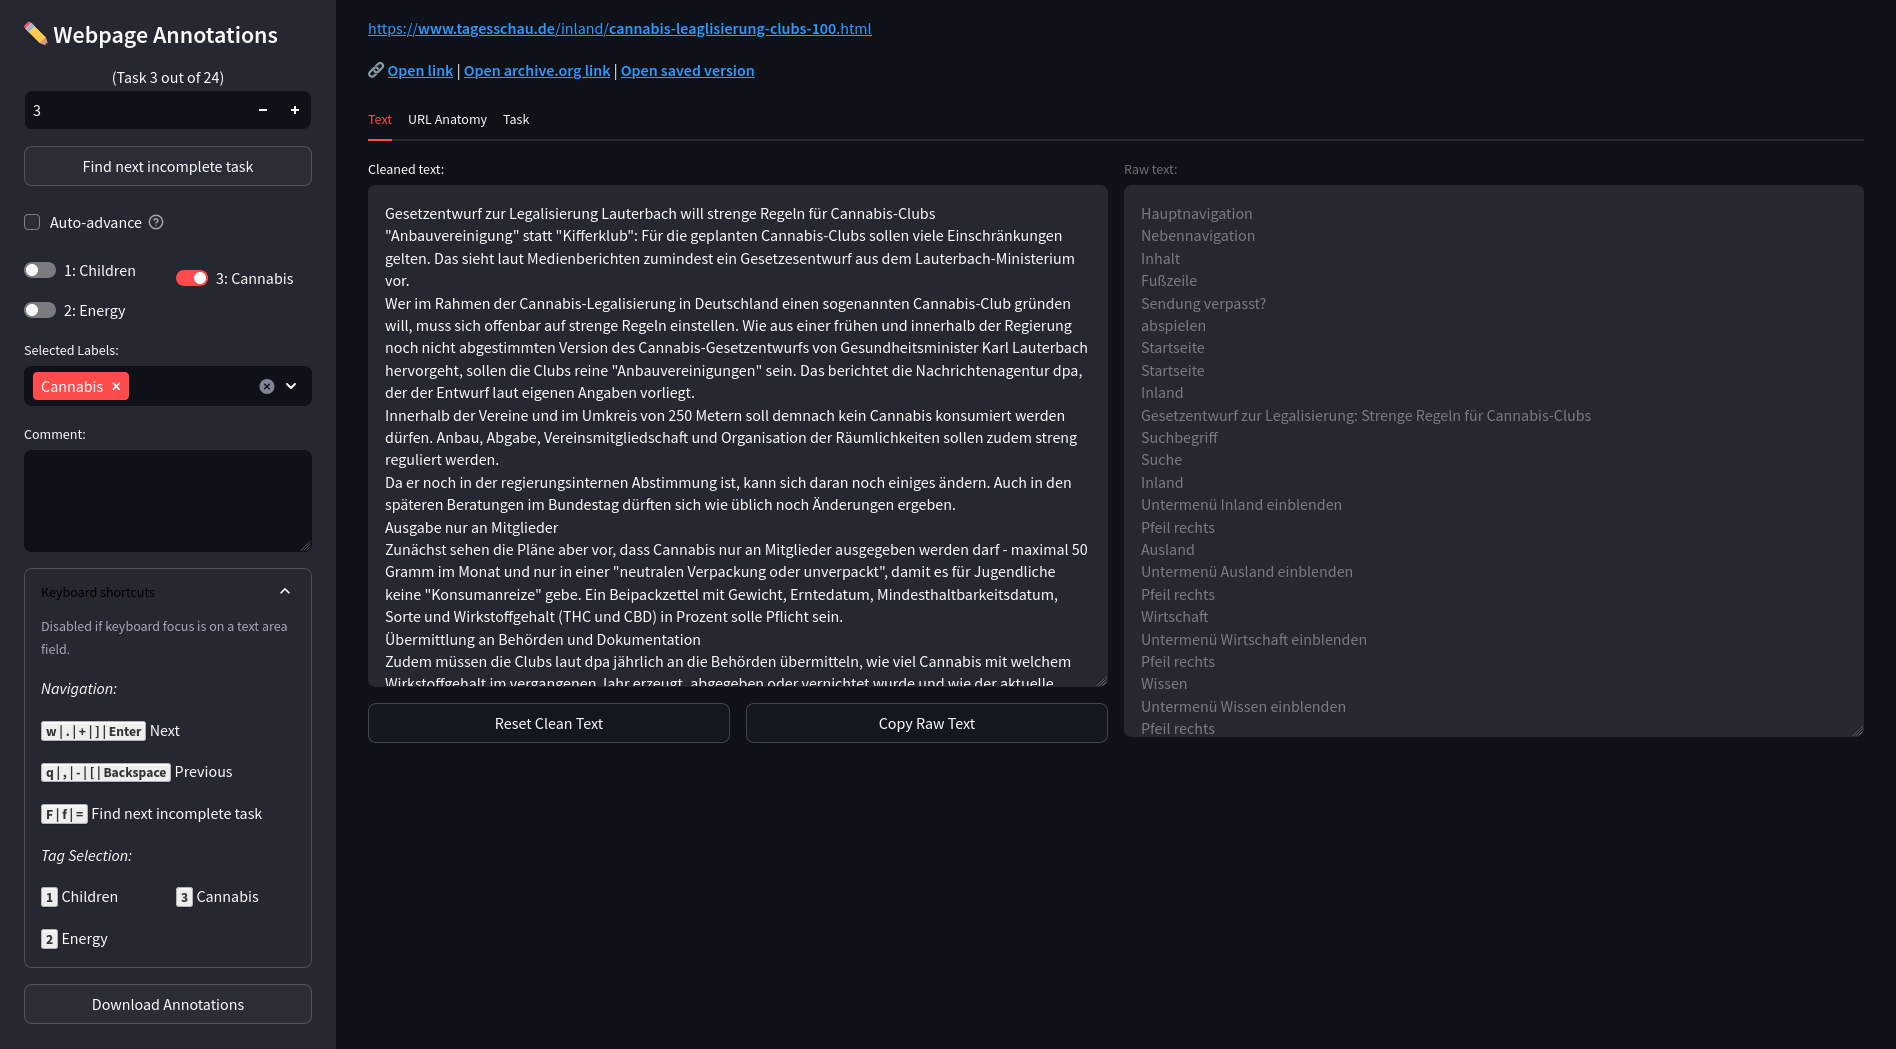 ✏️ Webpage Annotations
(Task 3 out of 24)
3
− +
Find next incomplete task
Auto-advance
1: Children
3: Cannabis
2: Energy
Selected Labels:
Cannabis ×
Comment:
Keyboard shortcuts
Disabled if keyboard focus is on a text area
field.
Navigation:
w|.|+|]|Enter Next
q|,|-|[|Backspace Previous
F|f|= Find next incomplete task
Tag Selection:
1 Children
3 Cannabis
2 Energy
Download Annotations
https://www.tagesschau.de/inland/cannabis-leaglisierung-clubs-100.html
🔗 Open link | Open archive.org link | Open saved version
Text URL Anatomy Task
Cleaned text:
Gesetzentwurf zur Legalisierung Lauterbach will strenge Regeln für Cannabis-Clubs
"Anbauvereinigung" statt "Kifferklub": Für die geplanten Cannabis-Clubs sollen viele Einschränkungen
gelten. Das sieht laut Medienberichten zumindest ein Gesetzesentwurf aus dem Lauterbach-Ministerium
vor.
Wer im Rahmen der Cannabis-Legalisierung in Deutschland einen sogenannten Cannabis-Club gründen
will, muss sich offenbar auf strenge Regeln einstellen. Wie aus einer frühen und innerhalb der Regierung
noch nicht abgestimmten Version des Cannabis-Gesetzentwurfs von Gesundheitsminister Karl Lauterbach
hervorgeht, sollen die Clubs reine "Anbauvereinigungen" sein. Das berichtet die Nachrichtenagentur dpa,
der der Entwurf laut eigenen Angaben vorliegt.
Innerhalb der Vereine und im Umkreis von 250 Metern soll demnach kein Cannabis konsumiert werden
dürfen. Anbau, Abgabe, Vereinsmitgliedschaft und Organisation der Räumlichkeiten sollen zudem streng
reguliert werden.
Da er noch in der regierungsinternen Abstimmung ist, kann sich daran noch einiges ändern. Auch in den
späteren Beratungen im Bundestag dürften sich wie üblich noch Änderungen ergeben.
Ausgabe nur an Mitglieder
Zunächst sehen die Pläne aber vor, dass Cannabis nur an Mitglieder ausgegeben werden darf - maximal 50
Gramm im Monat und nur in einer "neutralen Verpackung oder unverpackt", damit es für Jugendliche
keine "Konsumanreize" gebe. Ein Beipackzettel mit Gewicht, Erntedatum, Mindesthaltbarkeitsdatum,
Sorte und Wirkstoffgehalt (THC und CBD) in Prozent solle Pflicht sein.
Übermittlung an Behörden und Dokumentation
Zudem müssen die Clubs laut dpa jährlich an die Behörden übermitteln, wie viel Cannabis mit welchem
Wirkstoffgehalt im vergangenen Jahr erzeugt, abgegeben oder vernichtet wurde und wie der aktuelle
Reset Clean Text
Copy Raw Text
Raw text:
Hauptnavigation
Nebennavigation
Inhalt
Fußzeile
Sendung verpasst?
abspielen
Startseite
Startseite
Inland
Gesetzentwurf zur Legalisierung: Strenge Regeln für Cannabis-Clubs
Suchbegriff
Suche
Inland
Untermenü Inland einblenden
Pfeil rechts
Ausland
Untermenü Ausland einblenden
Pfeil rechts
Wirtschaft
Untermenü Wirtschaft einblenden
Pfeil rechts
Wissen
Untermenü Wissen einblenden
Pfeil rechts